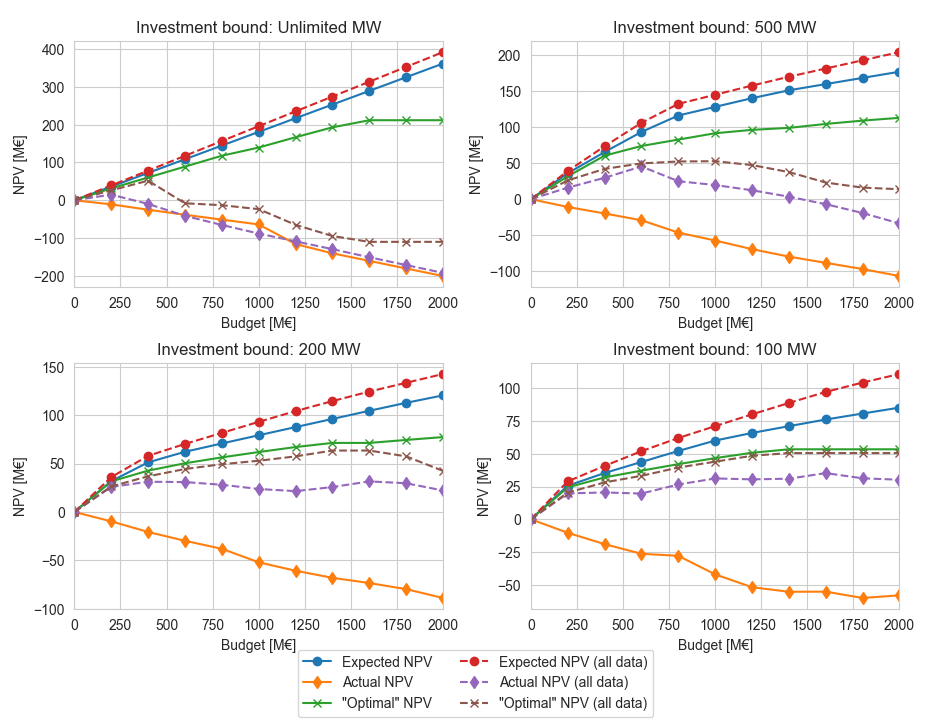 Investment bound: Unlimited MW
NPV [M€]
400
300
200
100
0
−100
−200
0 250 500 750 1000 1250 1500 1750 2000
Budget [M€]
Investment bound: 500 MW
NPV [M€]
200
150
100
50
0
−50
−100
0 250 500 750 1000 1250 1500 1750 2000
Budget [M€]
Investment bound: 200 MW
NPV [M€]
150
100
50
0
−50
−100
0 250 500 750 1000 1250 1500 1750 2000
Budget [M€]
Investment bound: 100 MW
NPV [M€]
100
75
50
25
0
−25
−50
0 250 500 750 1000 1250 1500 1750 2000
Budget [M€]
Expected NPV
Actual NPV
"Optimal" NPV
Expected NPV (all data)
Actual NPV (all data)
"Optimal" NPV (all data)